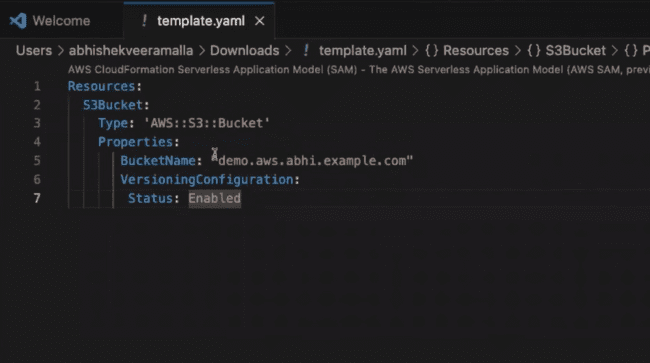 Welcome
! template.yaml ×
Users > abhishekveeramalla > Downloads > ! template.yaml > {} Resources > {} S3Bucket > {} P
AWS CloudFormation Serverless Application Model (SAM) - The AWS Serverless Application Model (AWS SAM, previ
1 Resources:
2 S3Bucket:
3 Type: 'AWS::S3::Bucket'
4 Properties:
5 BucketName: "demo.aws.abhi.example.com"
6 VersioningConfiguration:
7 Status: Enabled